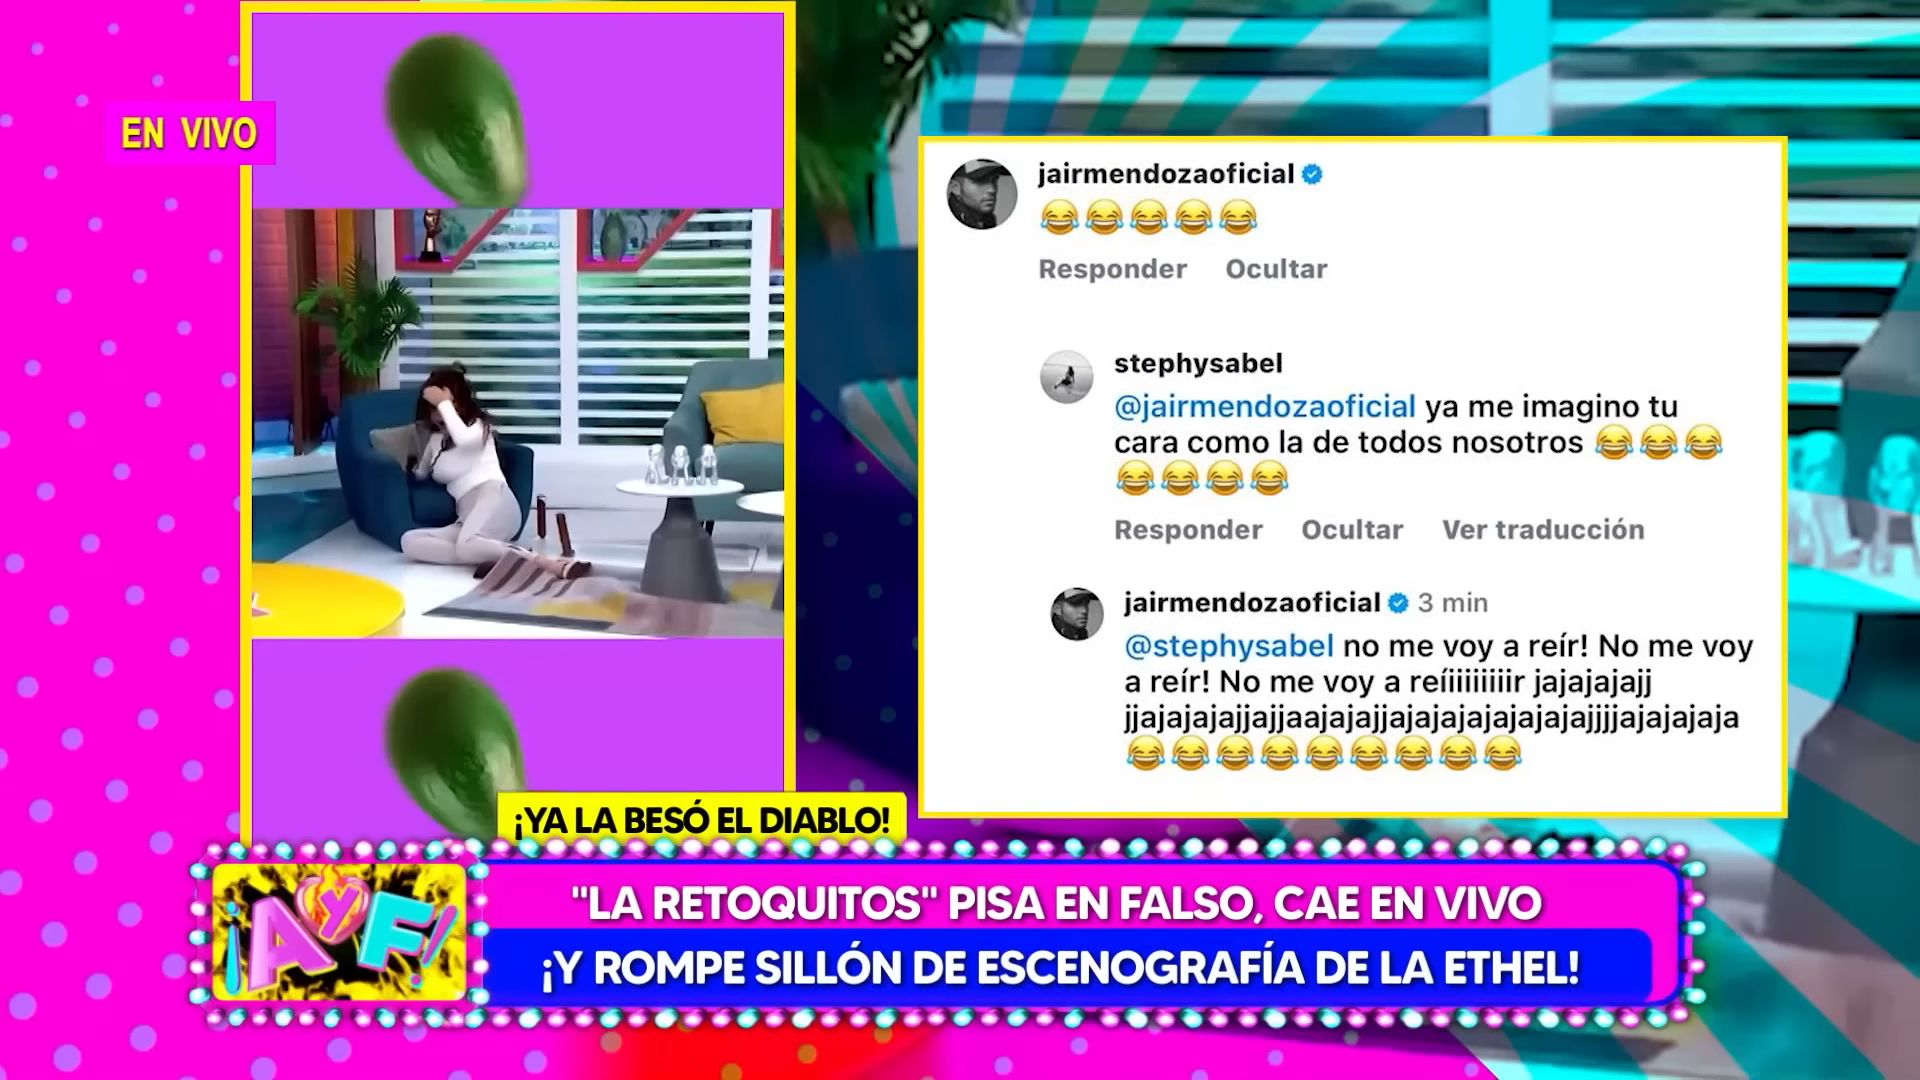 EN VIVO
jairmendozaoficial
😂😂😂😂😂
Responder Ocultar
stephysabel
@jairmendozaoficial ya me imagino tu
cara como la de todos nosotros 😂😂😂
😂😂😂😂
Responder Ocultar Ver traducción
jairmendozaoficial 3 min
@stephysabel no me voy a reír! No me voy
a reír! No me voy a reíiiiiiiiir jajajajajj
jjajajajajjajjaajajajjajajajajajajajajjjjajajajaja
😂😂😂😂😂😂😂😂😂
¡YA LA BESÓ EL DIABLO!
¡AyF!
"LA RETOQUITOS" PISA EN FALSO, CAE EN VIVO
¡Y ROMPE SILLÓN DE ESCENOGRAFÍA DE LA ETHEL!